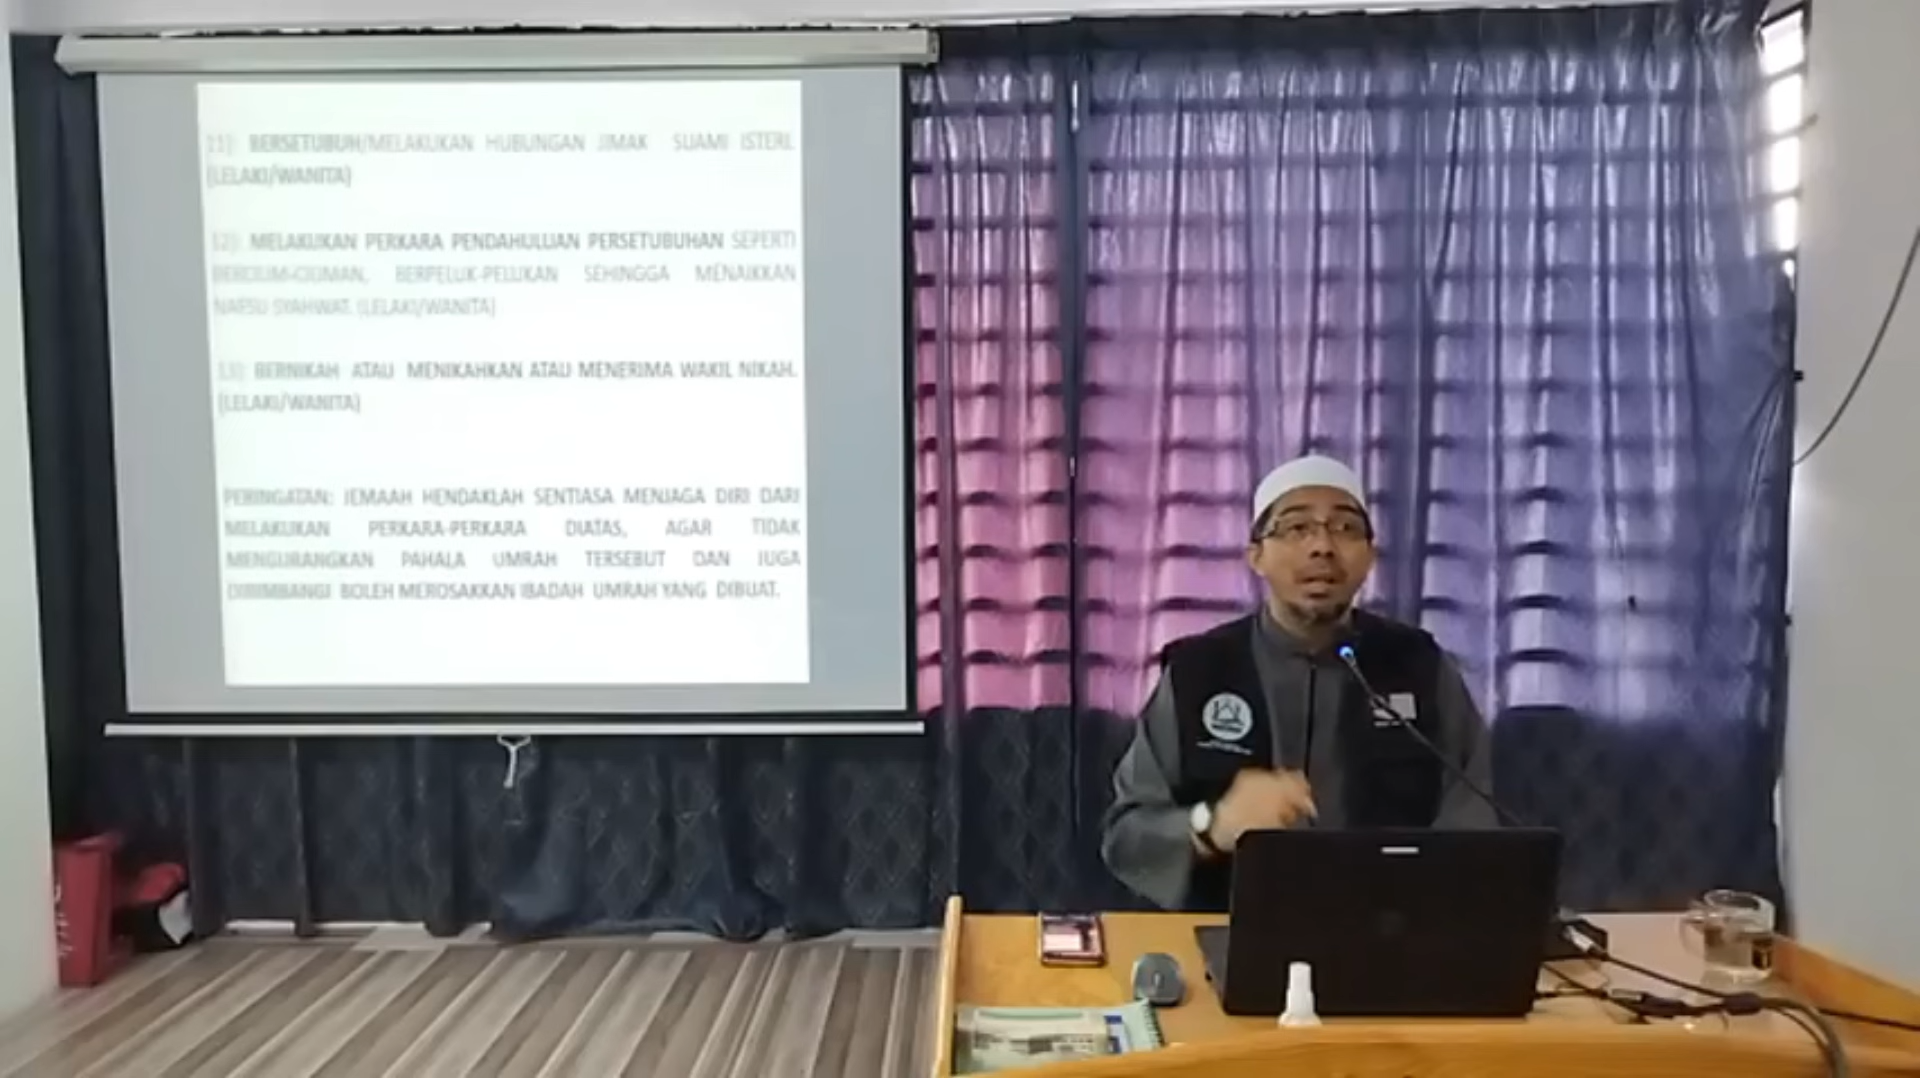 11) BERSETUBUH/MELAKUKAN HUBUNGAN JIMAK SUAMI ISTERI.
(LELAKI/WANITA)
12) MELAKUKAN PERKARA PENDAHULUAN PERSETUBUHAN SEPERTI
BERCIUM-CIUMAN, BERPELUK-PELUKAN SEHINGGA MENAIKKAN
NAFSU SYAHWAT. (LELAKI/WANITA)
13) BERNIKAH ATAU MENIKAHKAN ATAU MENERIMA WAKIL NIKAH.
(LELAKI/WANITA)
PERINGATAN: JEMAAH HENDAKLAH SENTIASA MENJAGA DIRI DARI
MELAKUKAN PERKARA-PERKARA DIATAS, AGAR TIDAK
MENGURANGKAN PAHALA UMRAH TERSEBUT DAN JUGA
DIBIMBANGI BOLEH MEROSAKKAN IBADAH UMRAH YANG DIBUAT.